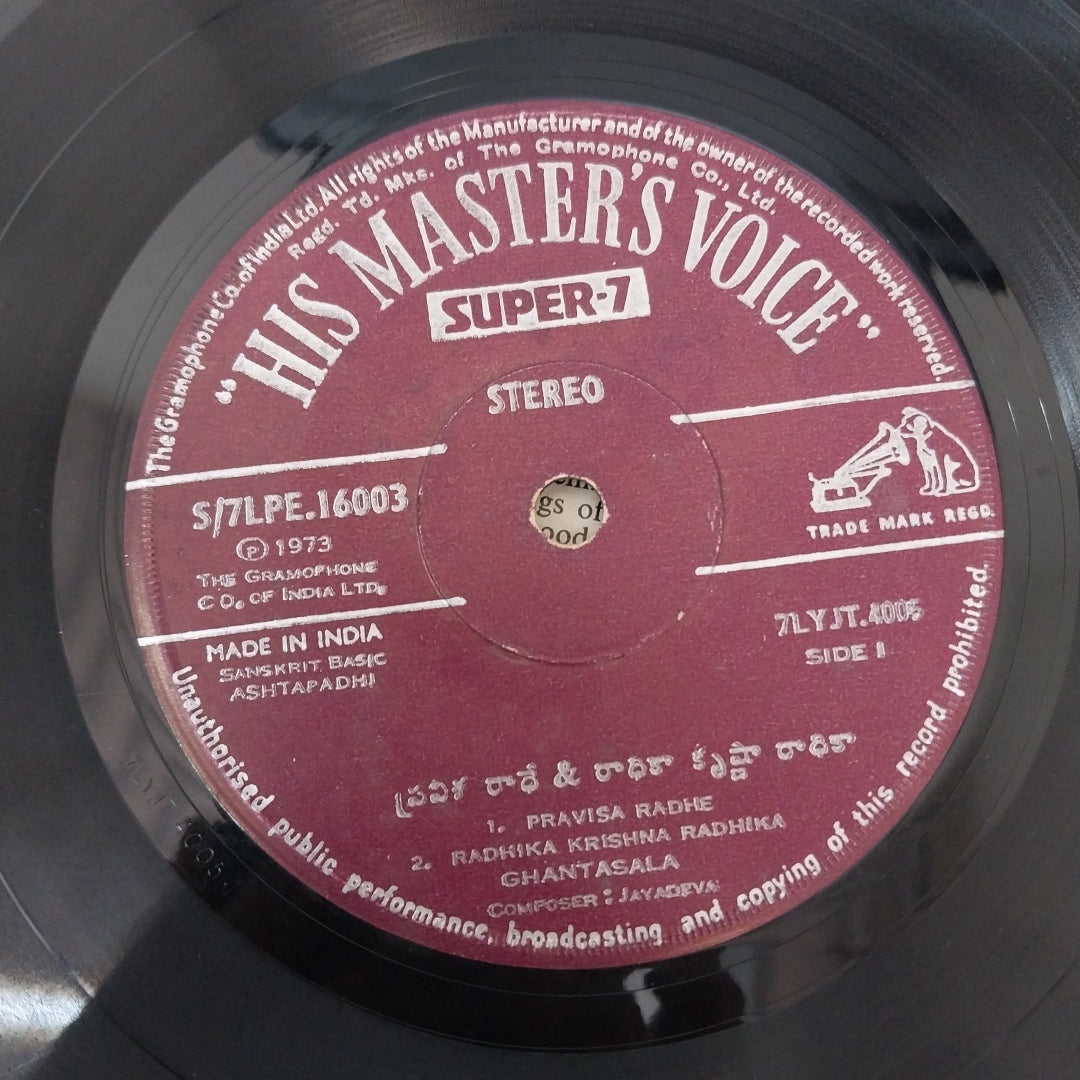 The Gramophone Co. of India Ltd. All rights of the Manufacturer and of the owner of the recorded work reserved.
Regd. Td. Mks. of The Gramophone Co., Ltd.
"HIS MASTER'S VOICE"
SUPER-7
STEREO
S/7LPE.16003
℗ 1973
THE GRAMOPHONE
CO. OF INDIA LTD.
TRADE MARK REGD.
gs of
ood
MADE IN INDIA
SANSKRIT BASIC
ASHTAPADHI
7LYJT.4005
SIDE 1
ప్రవిశ రాధే & రాధికా కృష్ణా రాధికా
1. PRAVISA RADHE
2. RADHIKA KRISHNA RADHIKA
GHANTASALA
COMPOSER : JAYADEVA
Unauthorised public performance, broadcasting and copying of this record prohibited.